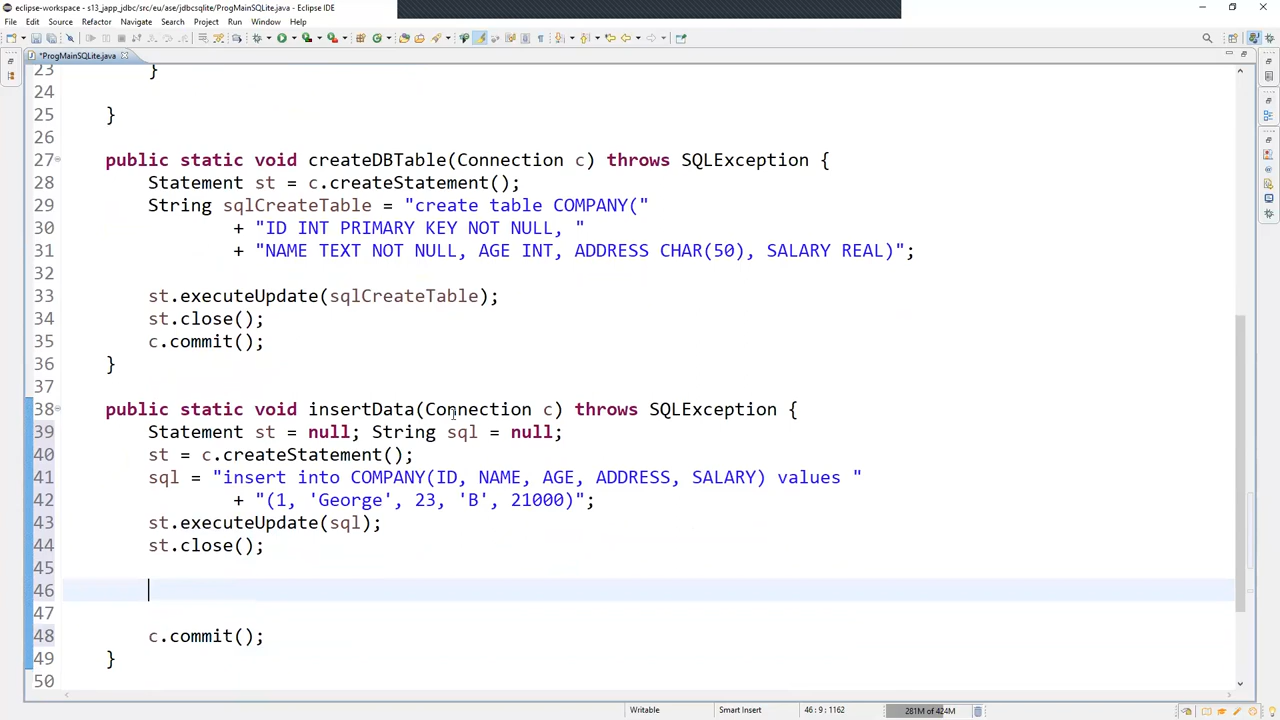 eclipse-workspace - s13_japp_jdbc/src/eu/ase/jdbcsqlite/ProgMainSQLite.java - Eclipse IDE
File Edit Source Refactor Navigate Search Project Run Window Help
*ProgMainSQLite.java
23 }
24
25 }
26
27 public static void createDBTable(Connection c) throws SQLException {
28 Statement st = c.createStatement();
29 String sqlCreateTable = "create table COMPANY("
30 + "ID INT PRIMARY KEY NOT NULL, "
31 + "NAME TEXT NOT NULL, AGE INT, ADDRESS CHAR(50), SALARY REAL)";
32
33 st.executeUpdate(sqlCreateTable);
34 st.close();
35 c.commit();
36 }
37
38 public static void insertData(Connection c) throws SQLException {
39 Statement st = null; String sql = null;
40 st = c.createStatement();
41 sql = "insert into COMPANY(ID, NAME, AGE, ADDRESS, SALARY) values "
42 + "(1, 'George', 23, 'B', 21000)";
43 st.executeUpdate(sql);
44 st.close();
45
46
47
48 c.commit();
49 }
50
Writable Smart Insert 46 : 9 : 1162 281M of 424M